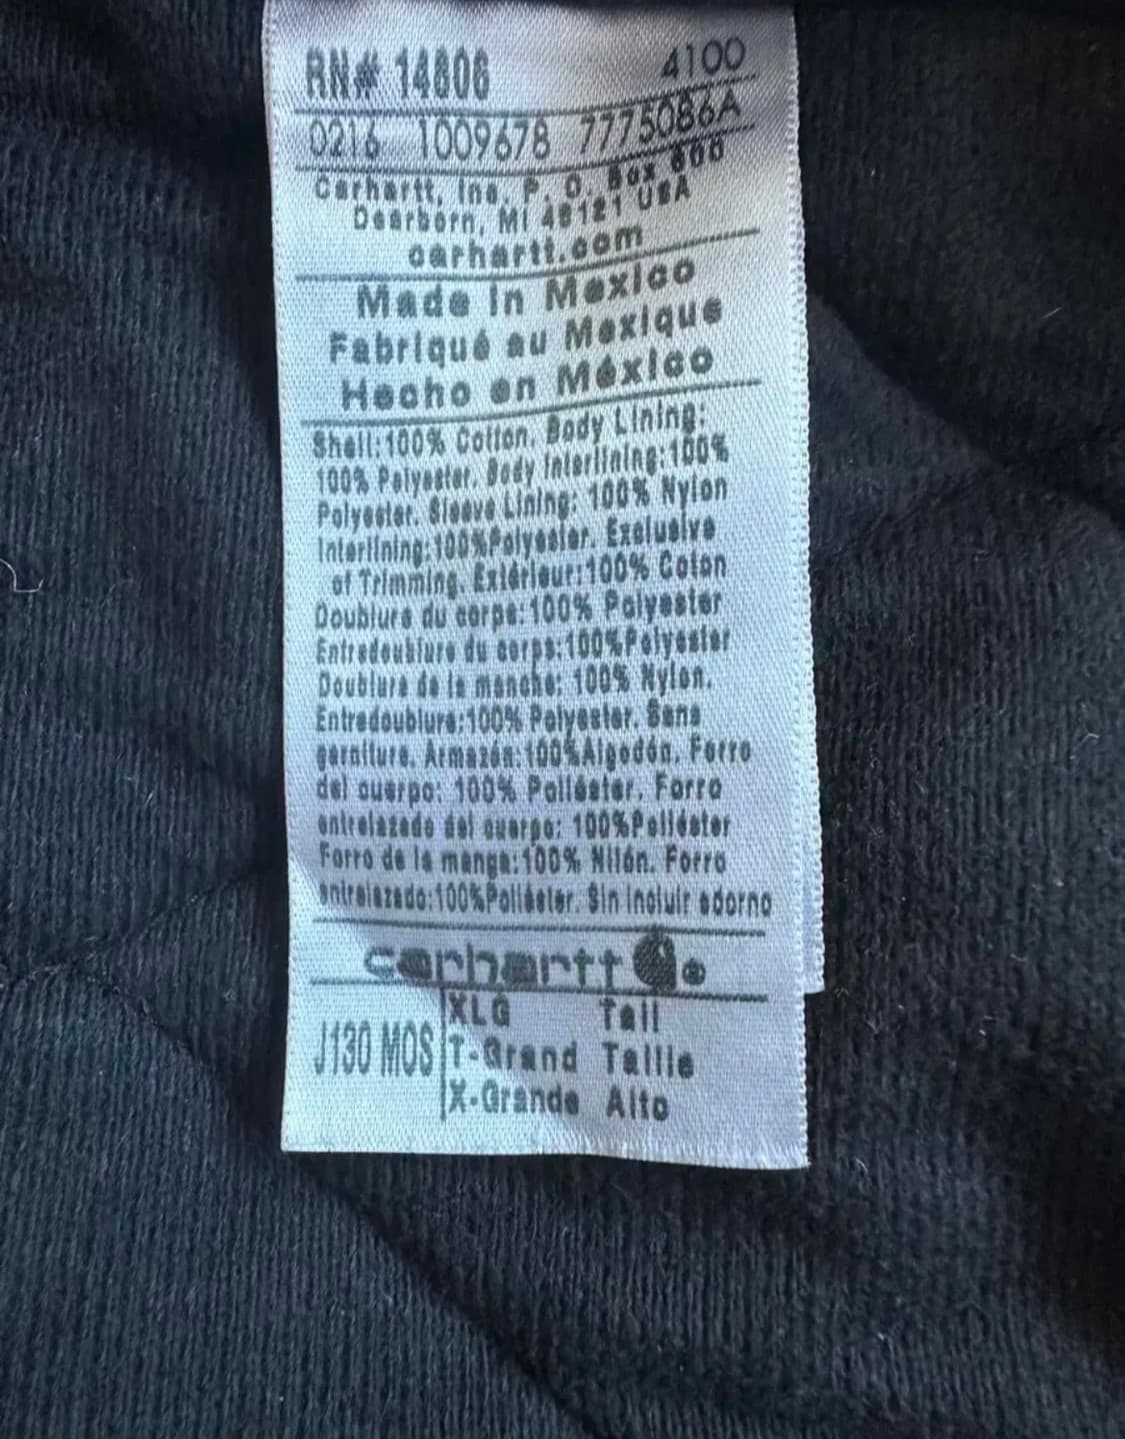 RN# 14806 4100
0216 1009678 7775086A
Carhartt, Inc, P. O. Box 600
Dearborn, MI 48121 USA
carhartt.com
Made in Mexico
Fabriqué au Mexique
Hecho en México
Shell:100% Cotton. Body Lining:
100% Polyester. Body Interlining:100%
Polyester. Sleeve Lining: 100% Nylon
Interlining:100%Polyester. Exclusive
of Trimming. Extérieur:100% Coton
Doublure du corps:100% Polyester
Entredoublure du corps:100%Polyester
Doublure de la manche: 100% Nylon.
Entredoublure:100% Polyester. Sans
garniture. Armazón:100%Algodón. Forro
del cuerpo: 100% Poliéster. Forro
entrelazado del cuerpo: 100%Poliéster
Forro de la manga:100% Nilón. Forro
entrelazado:100%Poliéster. Sin incluir adorno
carhartt ®
J130 MOS
XLG Tall
T-Grand Taille
X-Grande Alto